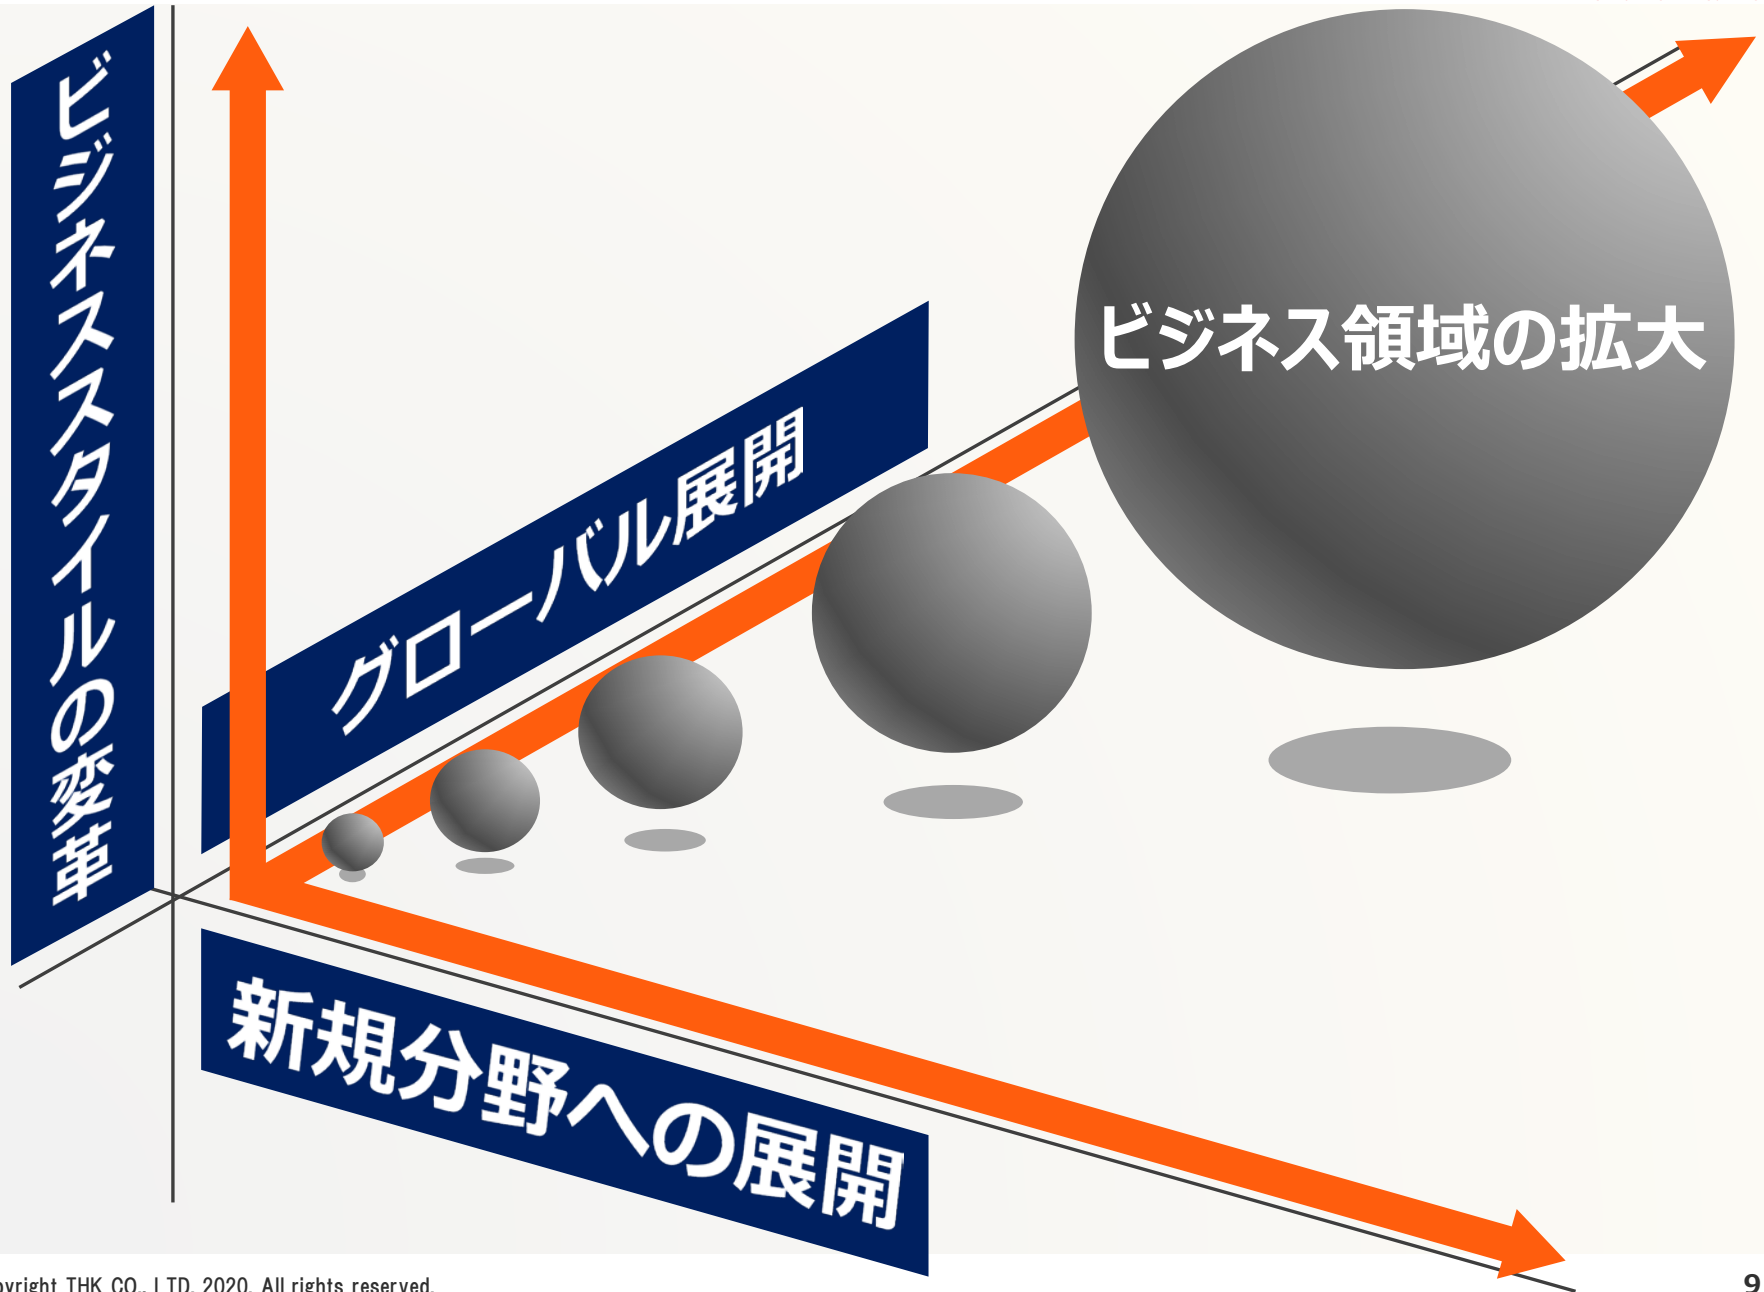 ビジネススタイルの変革
グローバル展開
ビジネス領域の拡大
新規分野への展開
pyright THK CO., LTD. 2020. All rights reserved.
9